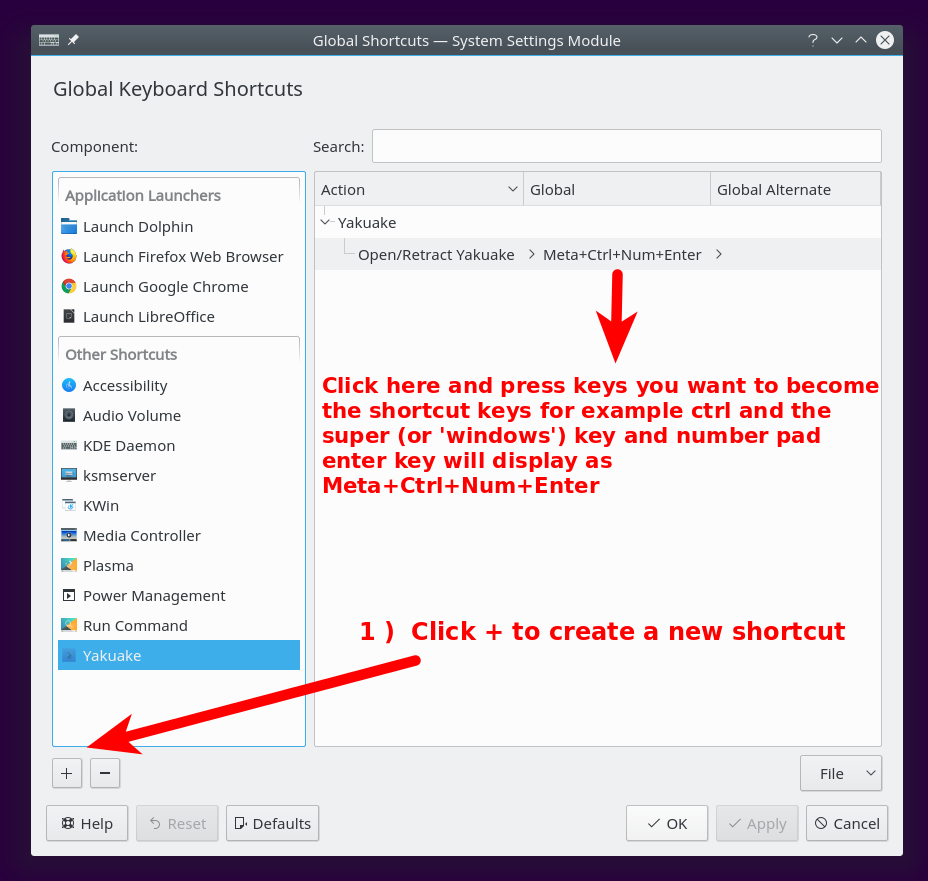 Global Shortcuts — System Settings Module
Global Keyboard Shortcuts
Component:
Search:
Application Launchers
Launch Dolphin
Launch Firefox Web Browser
Launch Google Chrome
Launch LibreOffice
Other Shortcuts
Accessibility
Audio Volume
KDE Daemon
ksmserver
KWin
Media Controller
Plasma
Power Management
Run Command
Yakuake
Action Global Global Alternate
Yakuake
Open/Retract Yakuake Meta+Ctrl+Num+Enter
Click here and press keys you want to become
the shortcut keys for example ctrl and the
super (or 'windows') key and number pad
enter key will display as
Meta+Ctrl+Num+Enter
1 ) Click + to create a new shortcut
File
Help Reset Defaults OK Apply Cancel